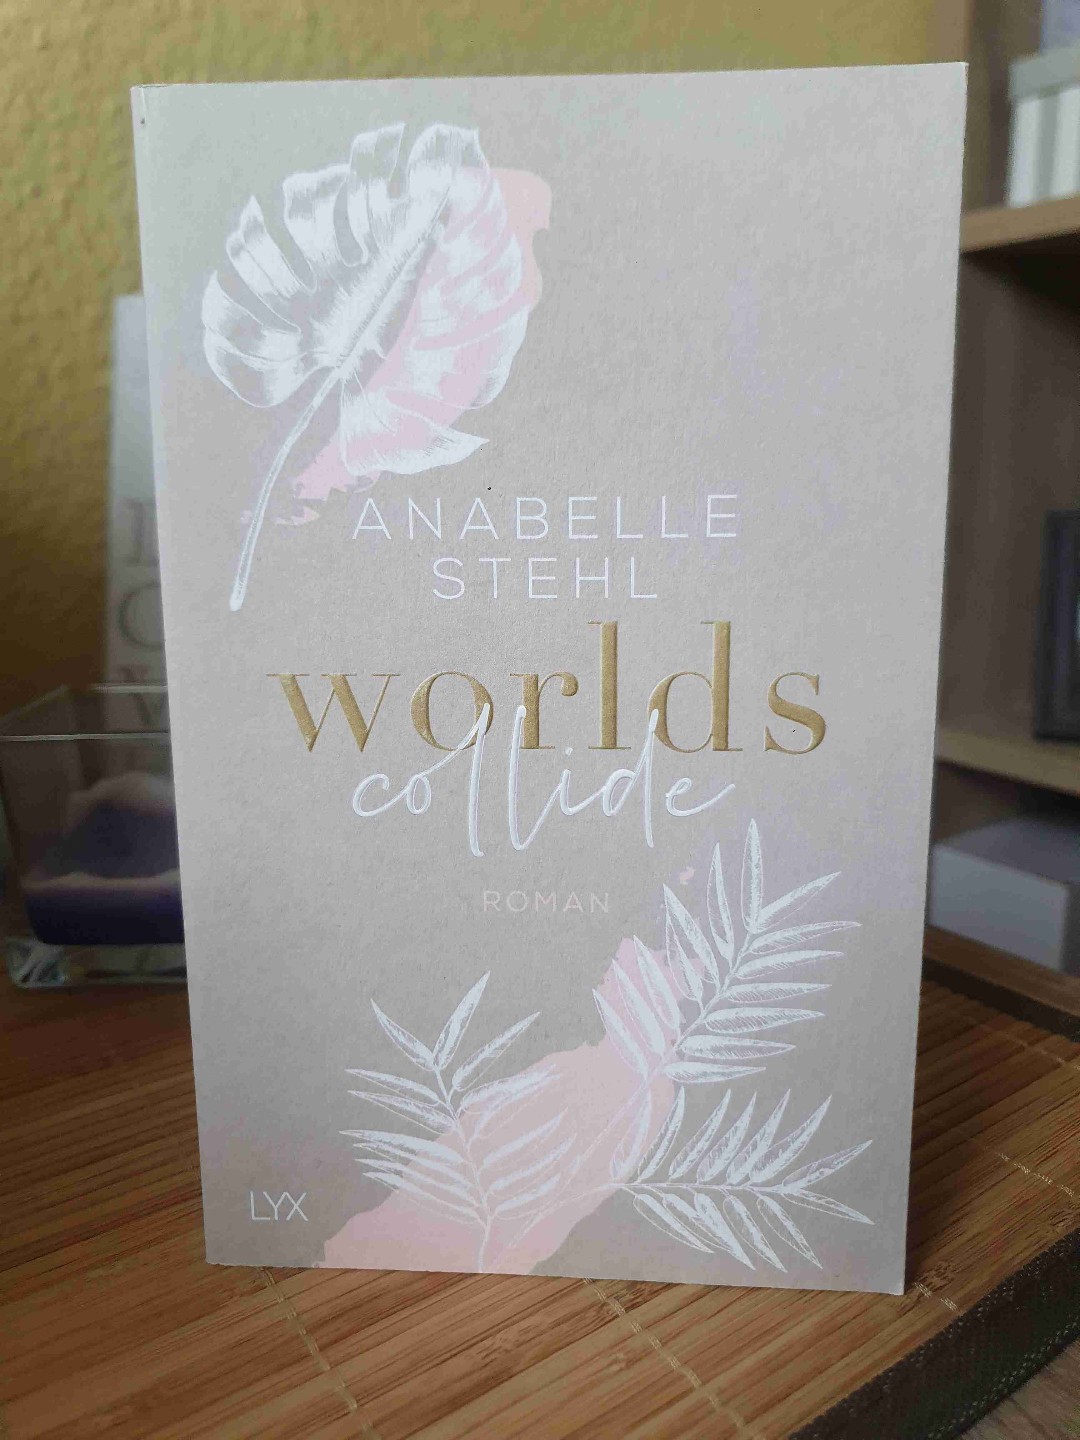 ANABELLE
STEHL
worlds
collide
ROMAN
LYX